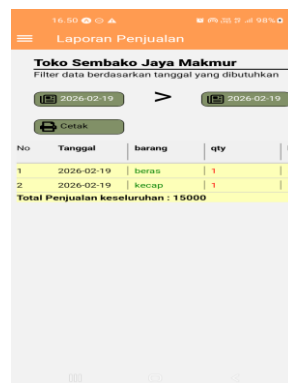 16.50
98%
Laporan Penjualan
Toko Sembako Jaya Makmur
Filter data berdasarkan tanggal yang dibutuhkan
2026-02-19 > 2026-02-19
Cetak
No Tanggal barang qty
1 2026-02-19 beras 1
2 2026-02-19 kecap 1
Total Penjualan keseluruhan : 15000